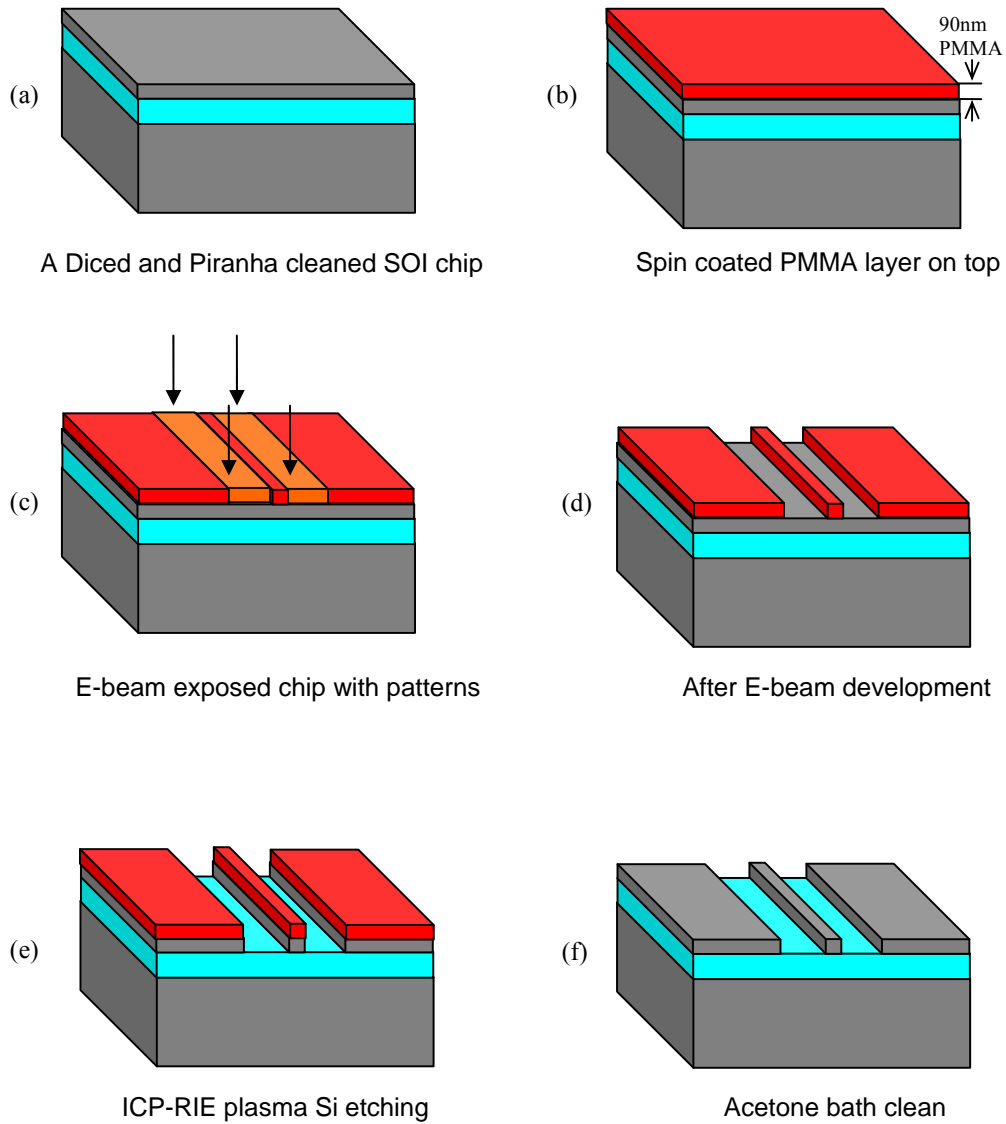 (a)
A Diced and Piranha cleaned SOI chip
90nm
PMMA
(b)
Spin coated PMMA layer on top
(c)
E-beam exposed chip with patterns
(d)
After E-beam development
(e)
ICP-RIE plasma Si etching
(f)
Acetone bath clean